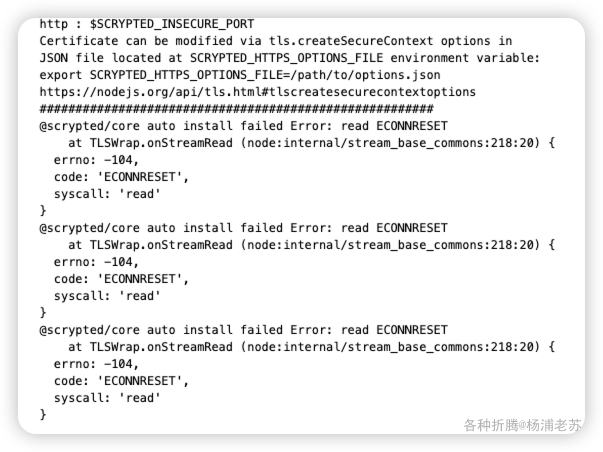 http : $SCRYPTED_INSECURE_PORT
Certificate can be modified via tls.createSecureContext options in
JSON file located at SCRYPTED_HTTPS_OPTIONS_FILE environment variable:
export SCRYPTED_HTTPS_OPTIONS_FILE=/path/to/options.json
https://nodejs.org/api/tls.html#tlscreatesecurecontextoptions
#######################################################
@scrypted/core auto install failed Error: read ECONNRESET
    at TLSWrap.onStreamRead (node:internal/stream_base_commons:218:20) {
  errno: -104,
  code: 'ECONNRESET',
  syscall: 'read'
}
@scrypted/core auto install failed Error: read ECONNRESET
    at TLSWrap.onStreamRead (node:internal/stream_base_commons:218:20) {
  errno: -104,
  code: 'ECONNRESET',
  syscall: 'read'
}
@scrypted/core auto install failed Error: read ECONNRESET
    at TLSWrap.onStreamRead (node:internal/stream_base_commons:218:20) {
  errno: -104,
  code: 'ECONNRESET',
  syscall: 'read'
}
各种折腾@杨浦老苏